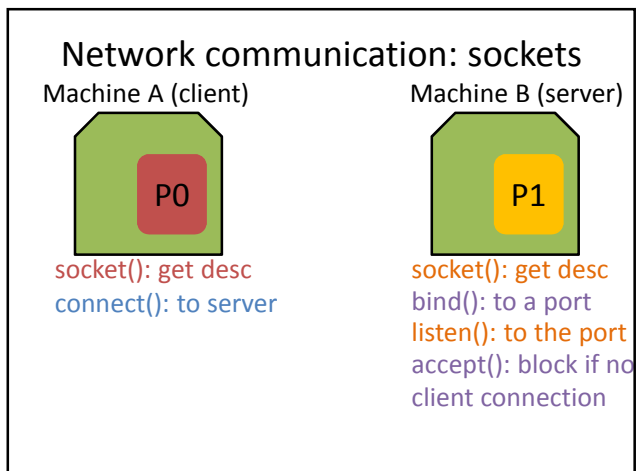 Network communication: sockets
Machine A (client)
Machine B (server)
P0
P1
socket(): get desc
connect(): to server
socket(): get desc
bind(): to a port
listen(): to the port
accept(): block if no
client connection